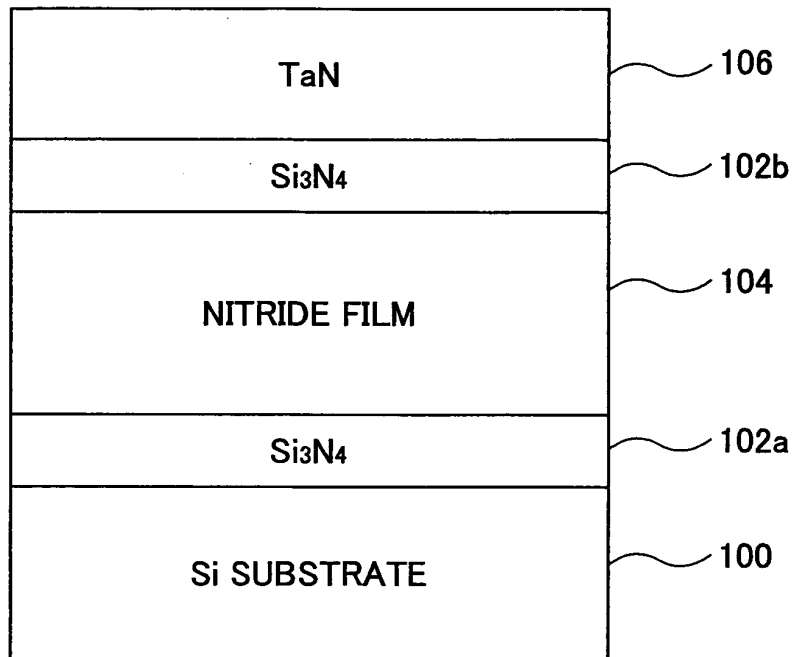 TaN 106
Si₃N₄ 102b
NITRIDE FILM 104
Si₃N₄ 102a
Si SUBSTRATE 100